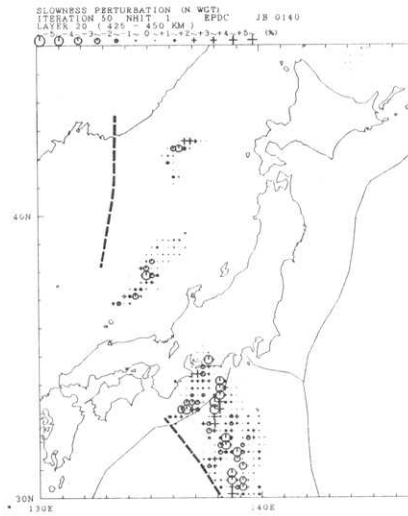 SLOWNESS PERTURBATION (N WGT)
ITERATION 50 NHIT 1 EPDC JB 0140
LAYER 20 ( 425 - 450 KM )
-5--4--3--2--1- 0-+1-+2-+3-+4-+5- (%)
40N
30N
130E 140E